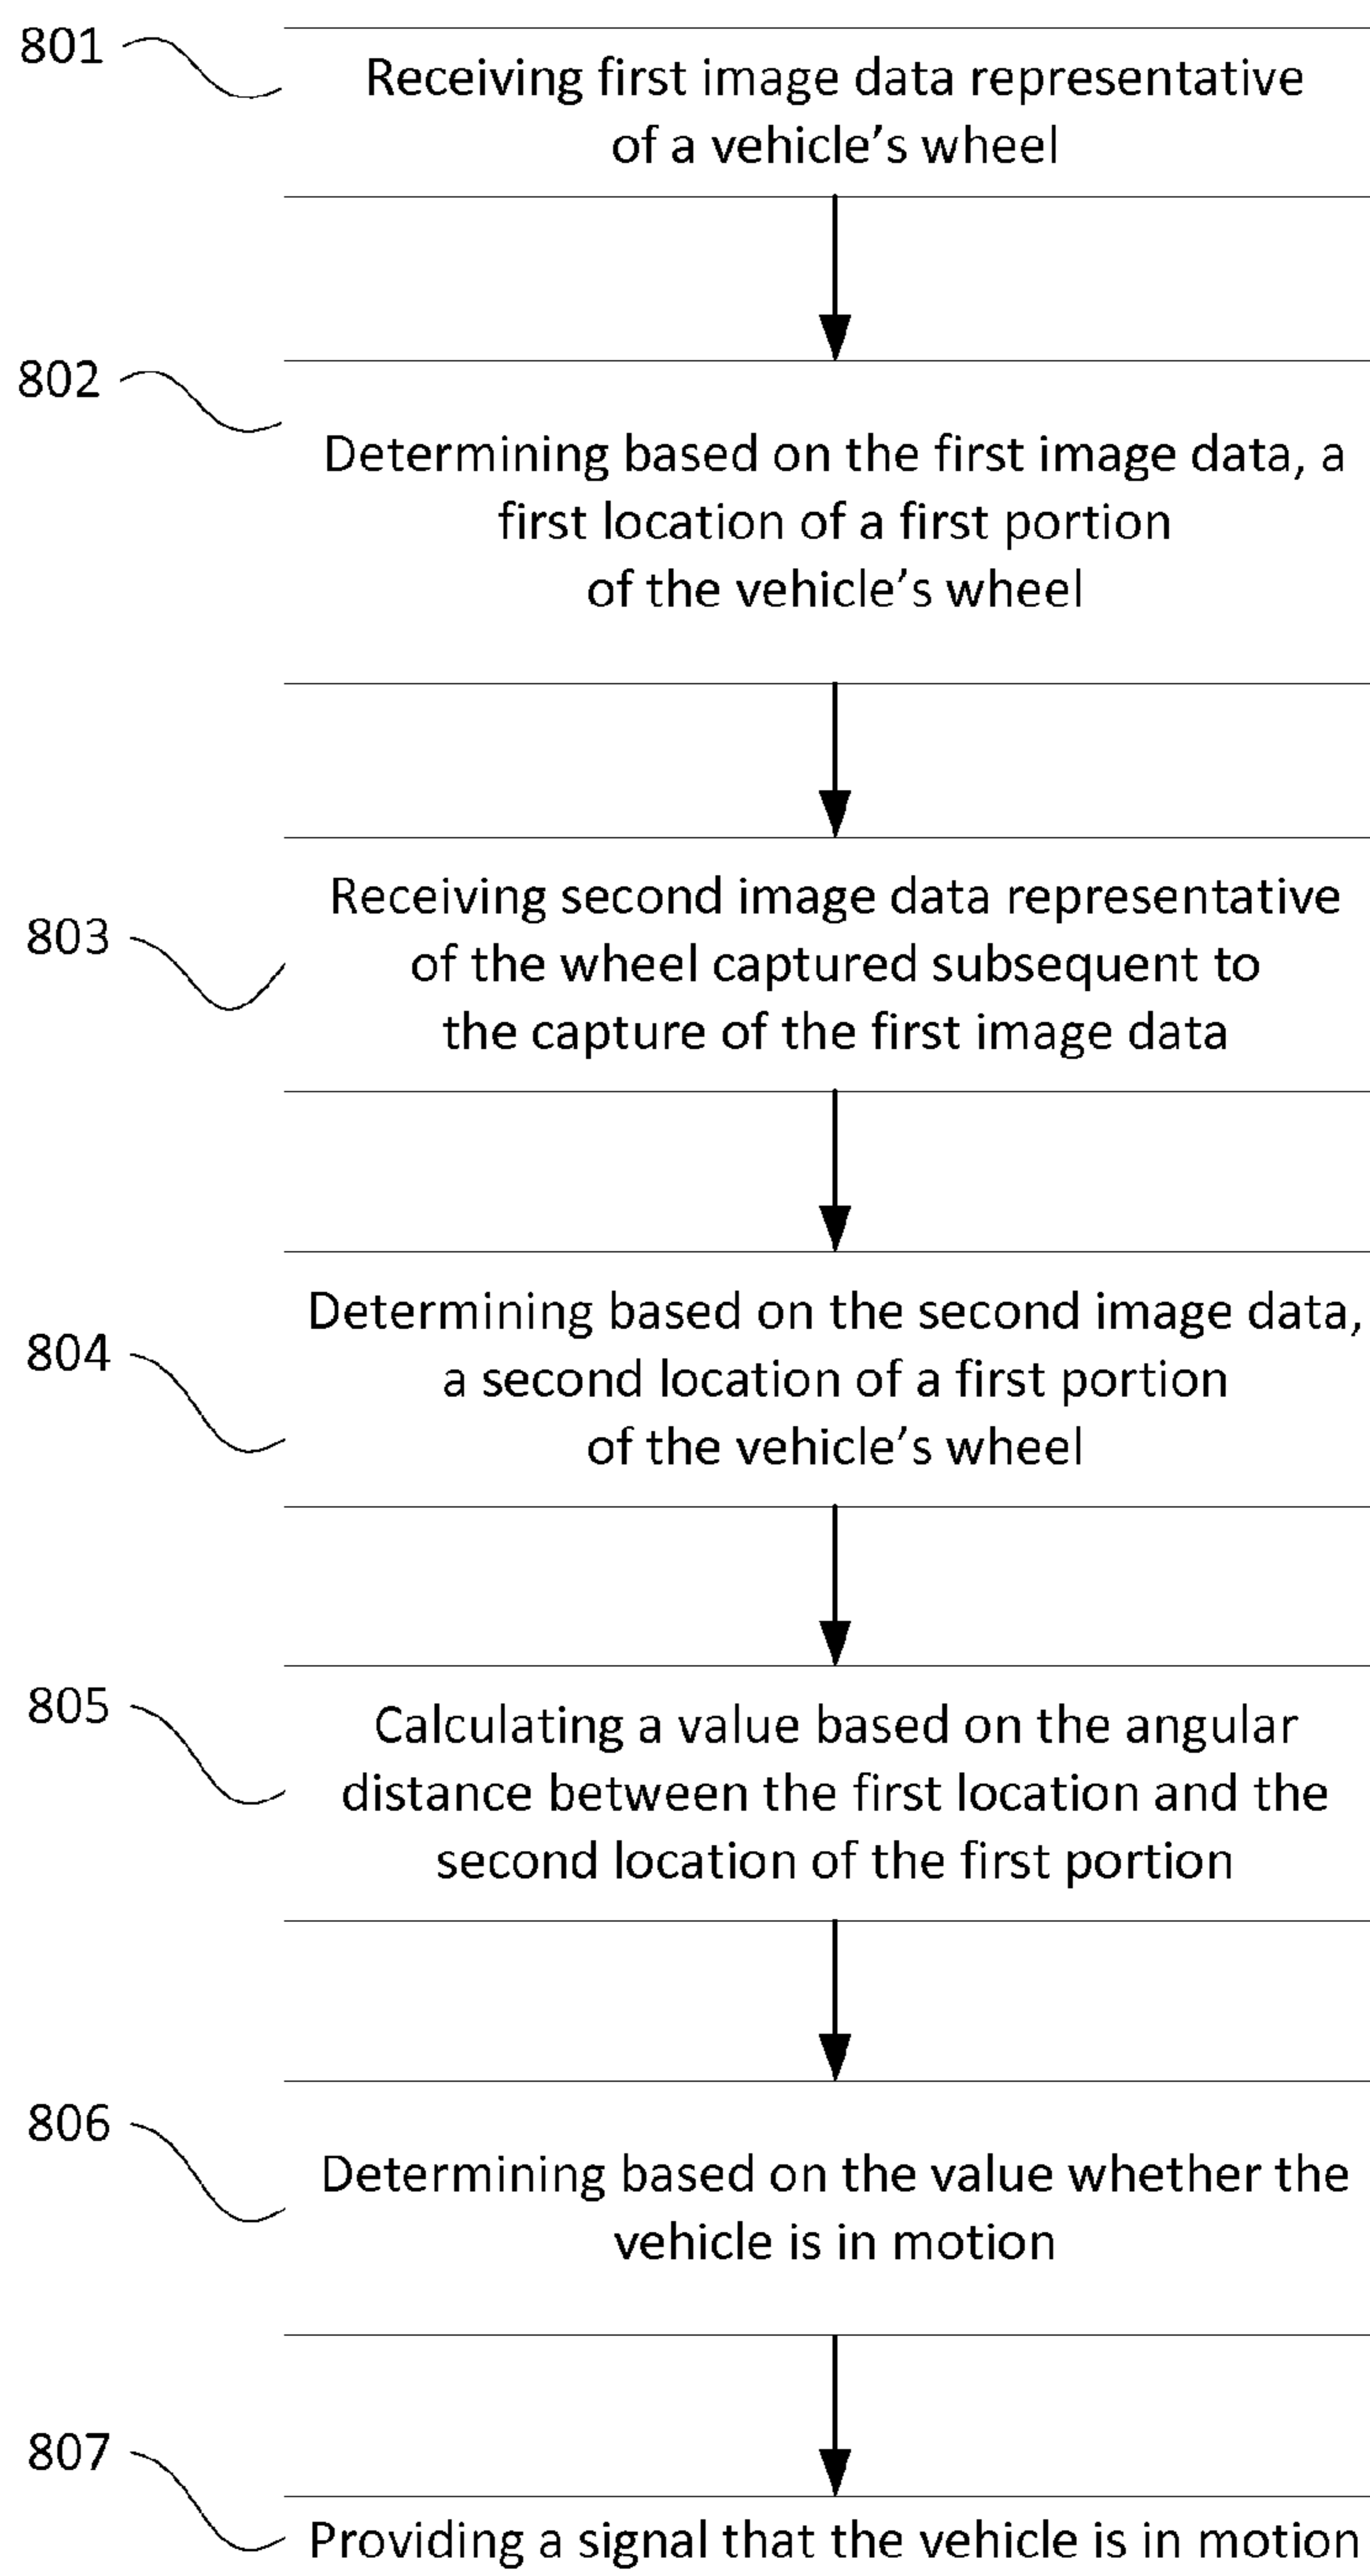 801
Receiving first image data representative
of a vehicle's wheel
802
Determining based on the first image data, a
first location of a first portion
of the vehicle's wheel
803
Receiving second image data representative
of the wheel captured subsequent to
the capture of the first image data
804
Determining based on the second image data,
a second location of a first portion
of the vehicle's wheel
805
Calculating a value based on the angular
distance between the first location and the
second location of the first portion
806
Determining based on the value whether the
vehicle is in motion
807
Providing a signal that the vehicle is in motion